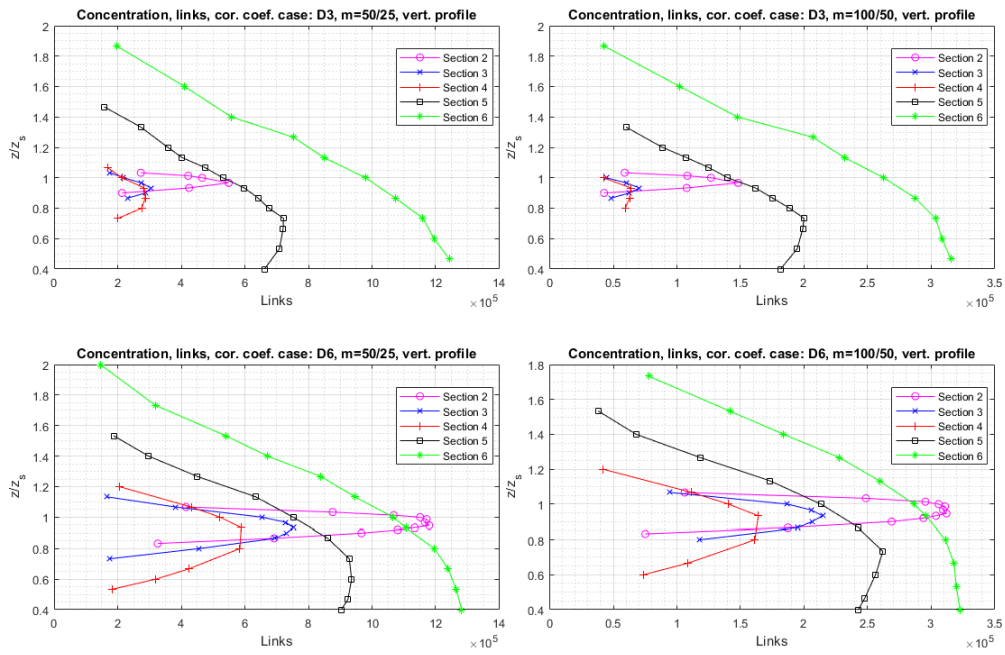 Concentration, links, cor. coef. case: D3, m=50/25, vert. profile
2
1.8
1.6
1.4
1.2
1
0.8
0.6
0.4
z/z_s
Section 2
Section 3
Section 4
Section 5
Section 6
0 2 4 6 8 10 12 14
Links
×10^5
Concentration, links, cor. coef. case: D3, m=100/50, vert. profile
2
1.8
1.6
1.4
1.2
1
0.8
0.6
0.4
z/z_s
Section 2
Section 3
Section 4
Section 5
Section 6
0 0.5 1 1.5 2 2.5 3 3.5
Links
×10^5
Concentration, links, cor. coef. case: D6, m=50/25, vert. profile
2
1.8
1.6
1.4
1.2
1
0.8
0.6
0.4
z/z_s
Section 2
Section 3
Section 4
Section 5
Section 6
0 2 4 6 8 10 12 14
Links
×10^5
Concentration, links, cor. coef. case: D6, m=100/50, vert. profile
1.8
1.6
1.4
1.2
1
0.8
0.6
0.4
z/z_s
Section 2
Section 3
Section 4
Section 5
Section 6
0 0.5 1 1.5 2 2.5 3 3.5
Links
×10^5